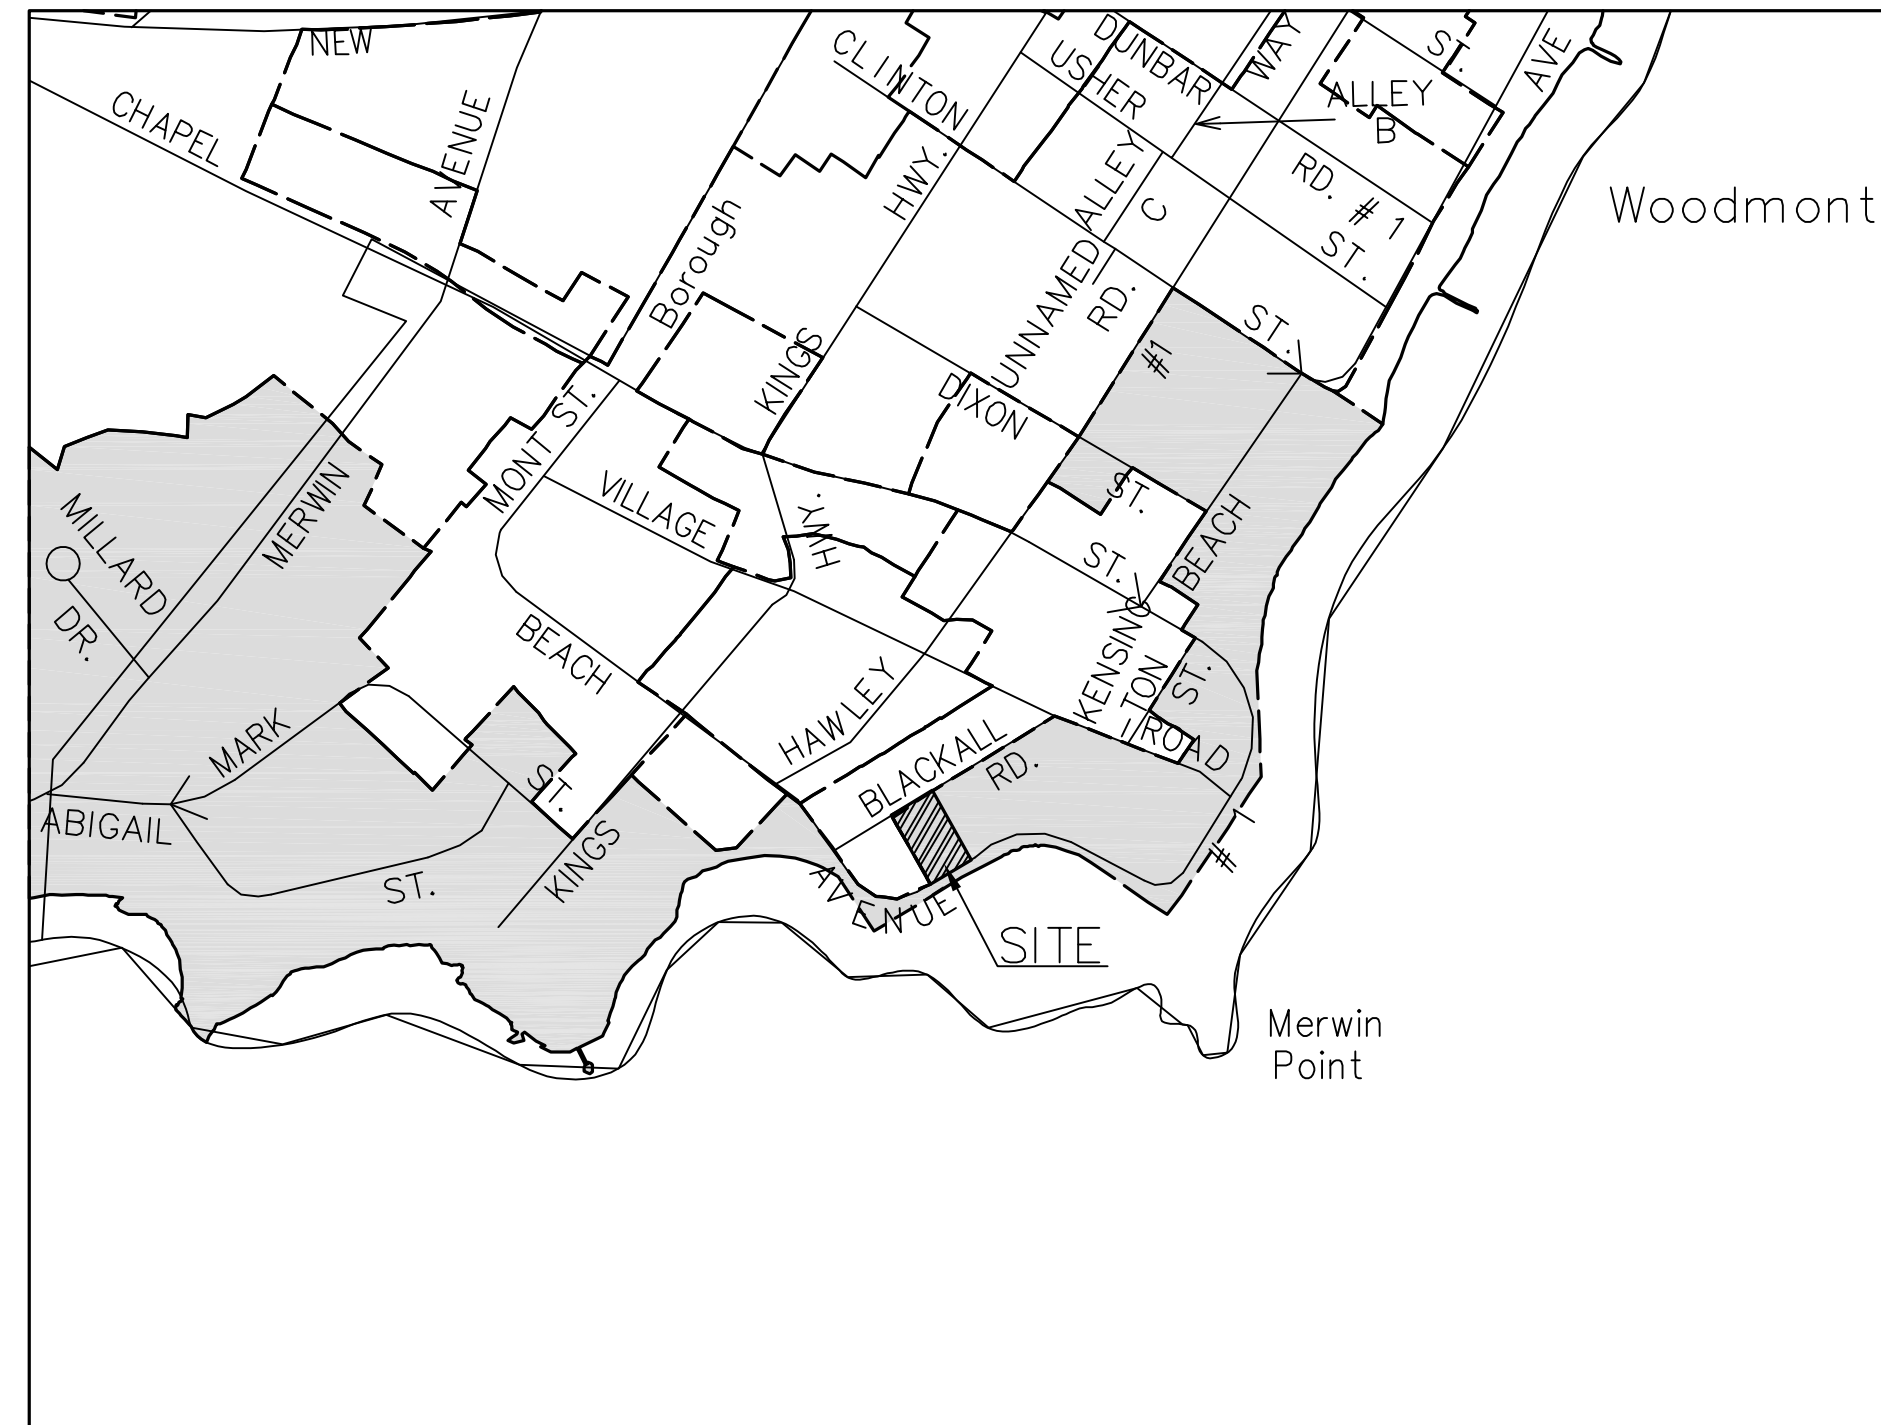 NEW
CHAPEL
AVENUE
CLINTON
DUNBAR
USHER
WAY
ST.
AVE
ALLEY
B
Woodmont
RD. # 1
ST.
HWY.
ALLEY
C
Borough
UNNAMED
RD.
#1
ST.
KINGS
DIXON
MONT ST.
VILLAGE
HWY.
ST.
ST.
BEACH
MERWIN
MILLARD
DR.
BEACH
KENSING
TON
ST.
ROAD
HAWLEY
BLACKALL
RD.
MARK
ABIGAIL
ST.
KINGS
ST.
AVENUE
#
SITE
Merwin
Point